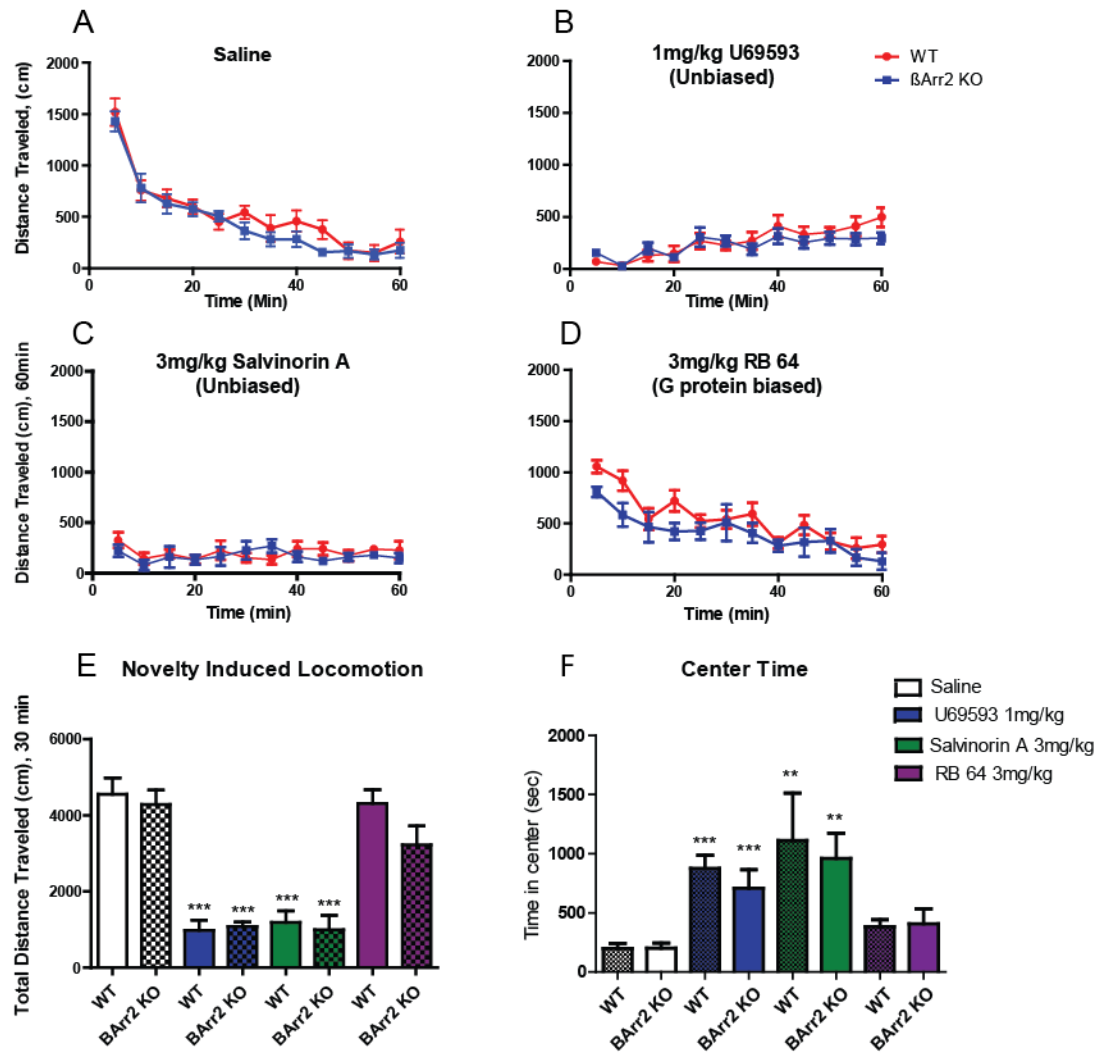 A
Saline
Distance Traveled, (cm)
2000
1500
1000
500
0
0
20
40
60
Time (Min)
B
1mg/kg U69593
(Unbiased)
WT
ßArr2 KO
2000
1500
1000
500
0
0
20
40
60
Time (min)
C
3mg/kg Salvinorin A
(Unbiased)
Distance Traveled (cm), 60min
2000
1500
1000
500
0
0
20
40
60
Time (min)
D
3mg/kg RB 64
(G protein biased)
2000
1500
1000
500
0
0
20
40
60
Time (min)
E
Novelty Induced Locomotion
Total Distance Traveled (cm), 30 min
6000
4000
2000
0
*** *** *** ***
WT
BArr2 KO
WT
BArr2 KO
WT
BArr2 KO
WT
BArr2 KO
F
Center Time
Saline
U69593 1mg/kg
Salvinorin A 3mg/kg
RB 64 3mg/kg
Time in center (sec)
2000
1500
1000
500
0
*** *** ** **
WT
BArr2 KO
WT
BArr2 KO
WT
BArr2 KO
WT
BArr2 KO